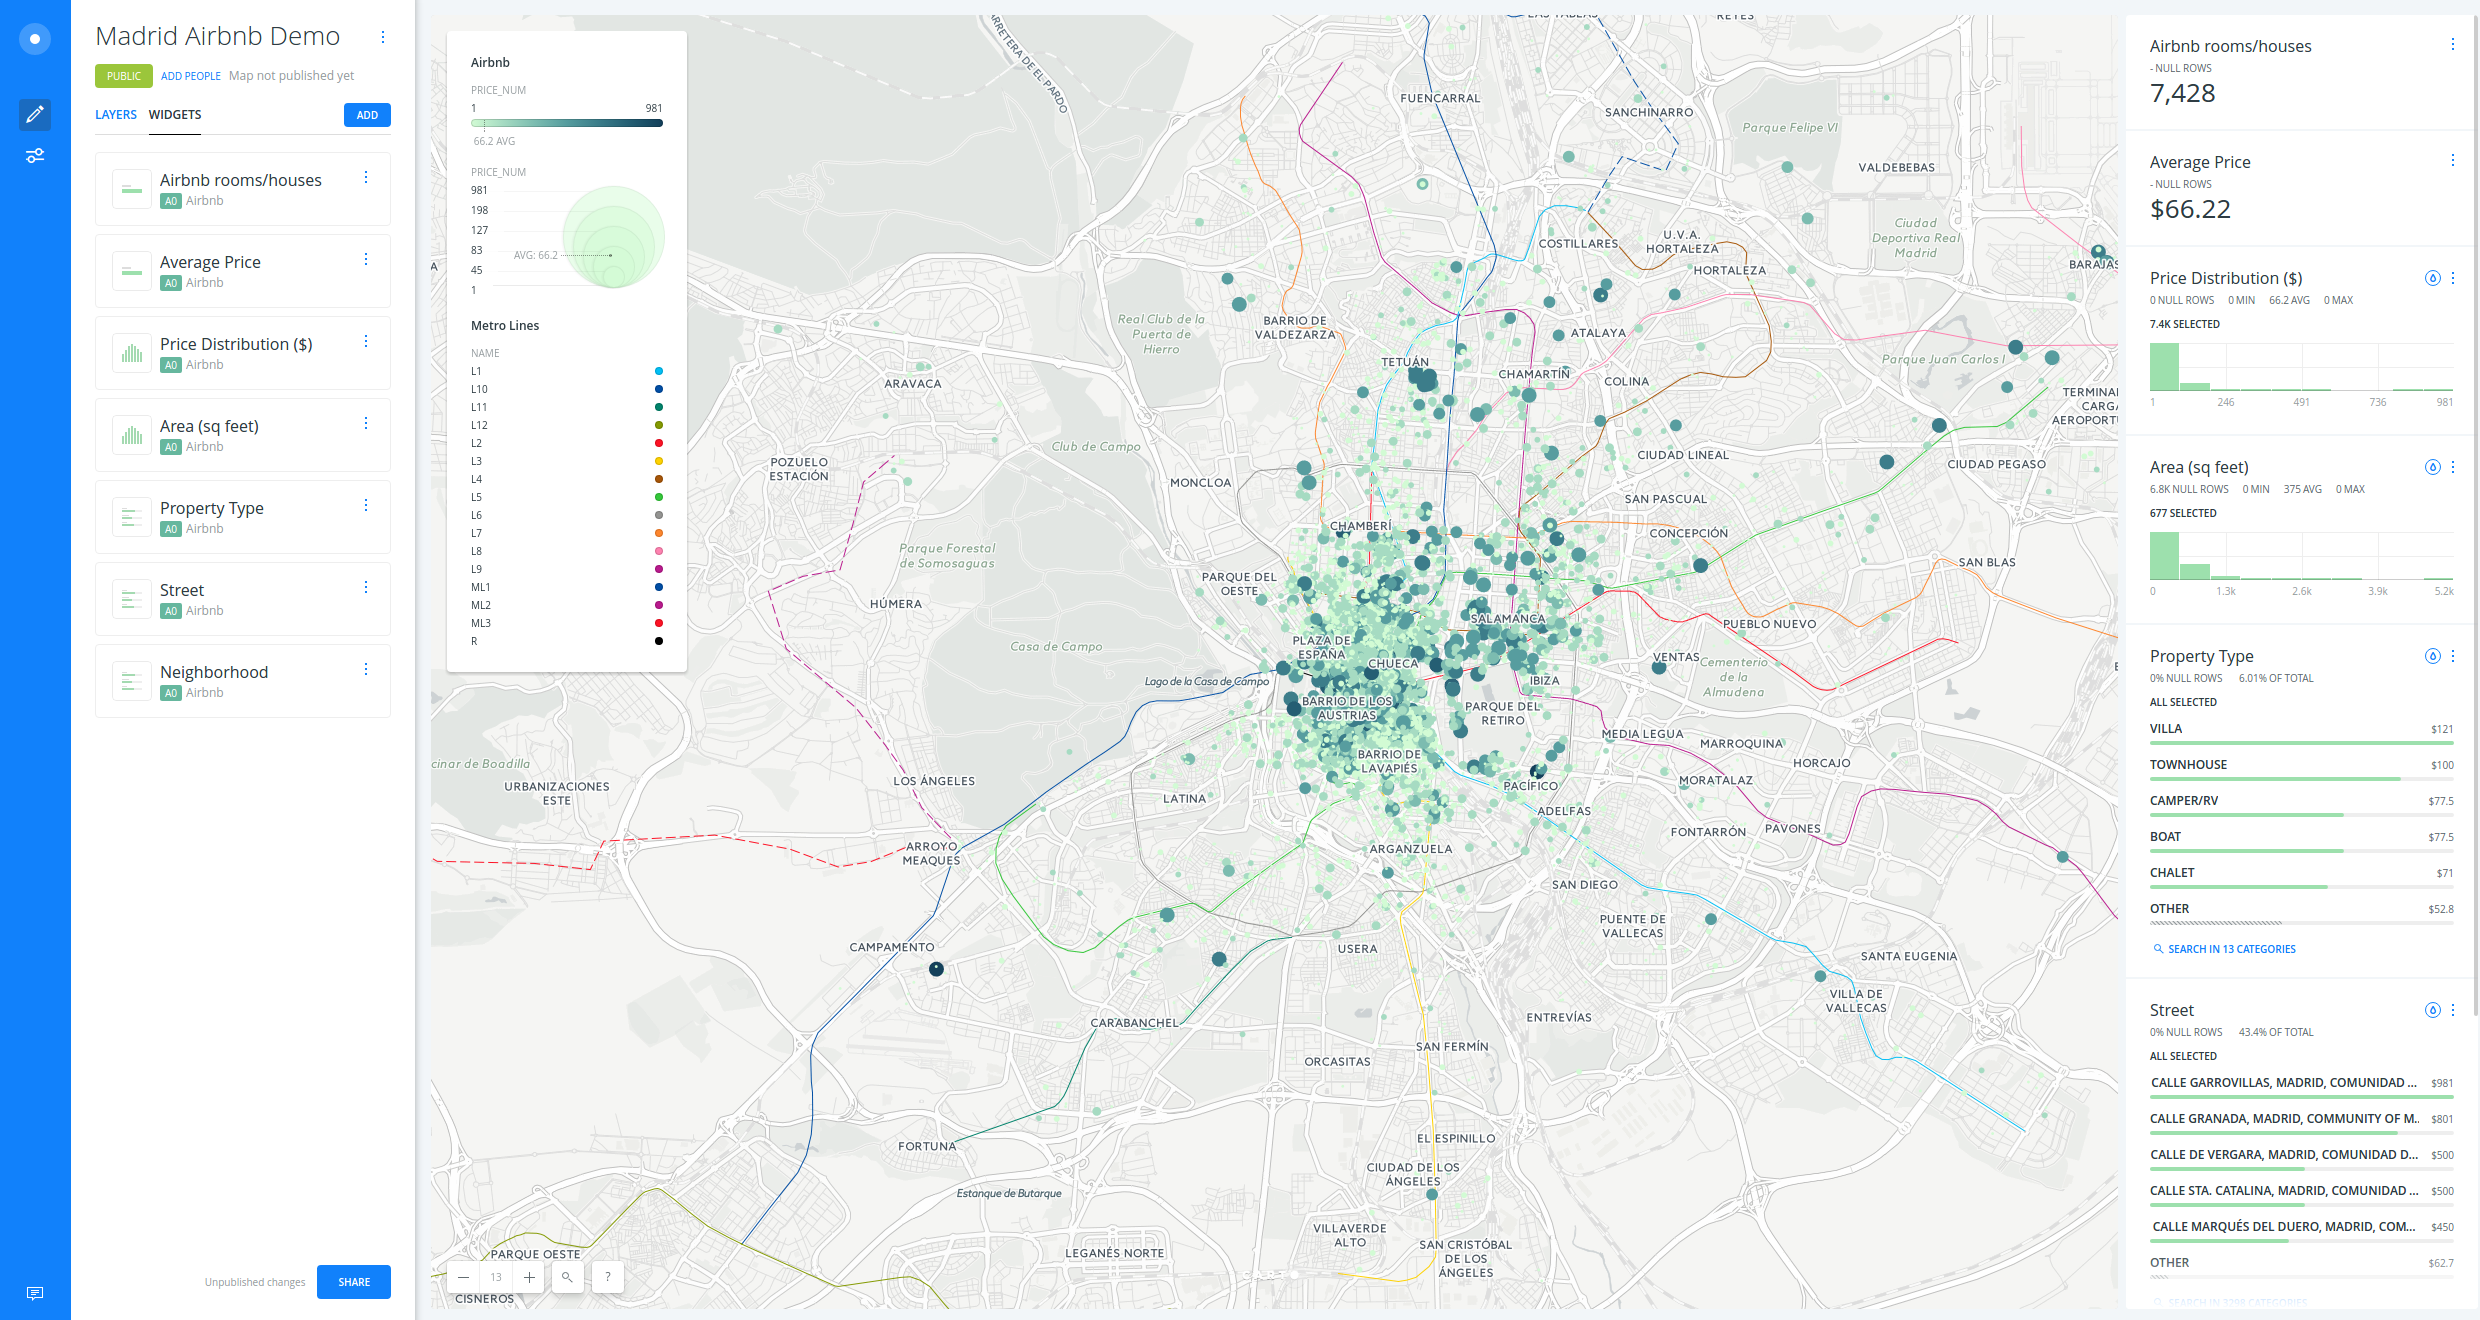 Madrid Airbnb Demo
PUBLIC ADD PEOPLE Map not published yet
LAYERS WIDGETS ADD
Airbnb rooms/houses
A0 Airbnb
Average Price
A0 Airbnb
Price Distribution ($)
A0 Airbnb
Area (sq feet)
A0 Airbnb
Property Type
A0 Airbnb
Street
A0 Airbnb
Neighborhood
A0 Airbnb
Unpublished changes SHARE
Airbnb
PRICE_NUM
1 981
66.2 AVG
PRICE_NUM
981
198
127
83
AVG: 66.2
45
1
Metro Lines
NAME
L1
L10
L11
L12
L2
L3
L4
L5
L6
L7
L8
L9
ML1
ML2
ML3
R
CARRETERA DE EL PARDO
LAS TABLAS
FUENCARRAL
SANCHINARRO
Parque Felipe VI
VALDEBEBAS
COSTILLARES
U.V.A.
HORTALEZA
HORTALEZA
Ciudad
Deportiva Real
Madrid
BARAJAS
Real Club de la
Puerta de
Hierro
BARRIO DE
VALDEZARZA
ATALAYA
TETUÁN
CHAMARTÍN
COLINA
Parque Juan Carlos I
ARAVACA
TERMINAL
CARGA
AEROPORTU
Club de Campo
POZUELO
ESTACIÓN
MONCLOA
CIUDAD LINEAL
CIUDAD PEGASO
SAN PASCUAL
CHAMBERÍ
CONCEPCIÓN
Parque Forestal
de Somosaguas
SAN BLAS
PARQUE DEL
OESTE
HÚMERA
SALAMANCA
PUEBLO NUEVO
Casa de Campo
PLAZA DE
ESPAÑA
CHUECA
VENTAS
Cementerio
de la
Almudena
Lago de la Casa de Campo
IBIZA
BARRIO DE LOS
AUSTRIAS
PARQUE DEL
RETIRO
MEDIA LEGUA
MARROQUINA
cinar de Boadilla
BARRIO DE
LAVAPIÉS
HORCAJO
URBANIZACIONES
ESTE
LOS ÁNGELES
LATINA
PACÍFICO
MORATALAZ
ADELFAS
FONTARRÓN
PAVONES
ARROYO
MEAQUES
ARGANZUELA
SAN DIEGO
PUENTE DE
VALLECAS
CAMPAMENTO
USERA
SANTA EUGENIA
VILLA DE
VALLECAS
CARABANCHEL
ENTREVÍAS
SAN FERMÍN
ORCASITAS
FORTUNA
EL ESPINILLO
CIUDAD DE LOS
ÁNGELES
Estanque de Butarque
VILLAVERDE
ALTO
SAN CRISTÓBAL
DE LOS
ÁNGELES
PARQUE OESTE
LEGANÉS NORTE
13 ?
CISNEROS
Airbnb rooms/houses
- NULL ROWS
7,428
Average Price
- NULL ROWS
$66.22
Price Distribution ($)
0 NULL ROWS 0 MIN 66.2 AVG 0 MAX
7.4K SELECTED
1 246 491 736 981
Area (sq feet)
6.8K NULL ROWS 0 MIN 375 AVG 0 MAX
677 SELECTED
0 1.3k 2.6k 3.9k 5.2k
Property Type
0% NULL ROWS 6.01% OF TOTAL
ALL SELECTED
VILLA $121
TOWNHOUSE $100
CAMPER/RV $77.5
BOAT $77.5
CHALET $71
OTHER $52.8
SEARCH IN 13 CATEGORIES
Street
0% NULL ROWS 43.4% OF TOTAL
ALL SELECTED
CALLE GARROVILLAS, MADRID, COMUNIDAD ... $981
CALLE GRANADA, MADRID, COMMUNITY OF M... $801
CALLE DE VERGARA, MADRID, COMUNIDAD D... $500
CALLE STA. CATALINA, MADRID, COMUNIDAD ... $500
CALLE MARQUÉS DEL DUERO, MADRID, COM... $450
OTHER $62.7
SEARCH IN 3208 CATEGORIES